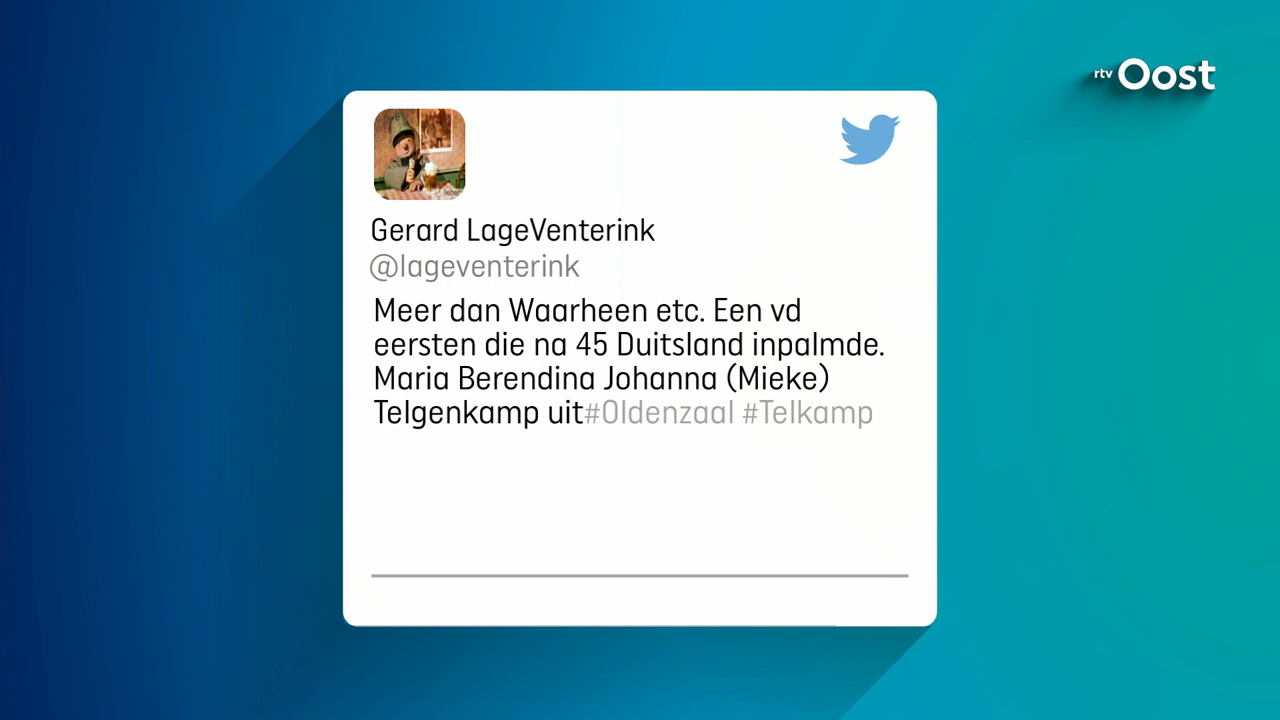 rtv Oost
Gerard LageVenterink
@lageventerink
Meer dan Waarheen etc. Een vd
eersten die na 45 Duitsland inpalmde.
Maria Berendina Johanna (Mieke)
Telgenkamp uit#Oldenzaal #Telkamp